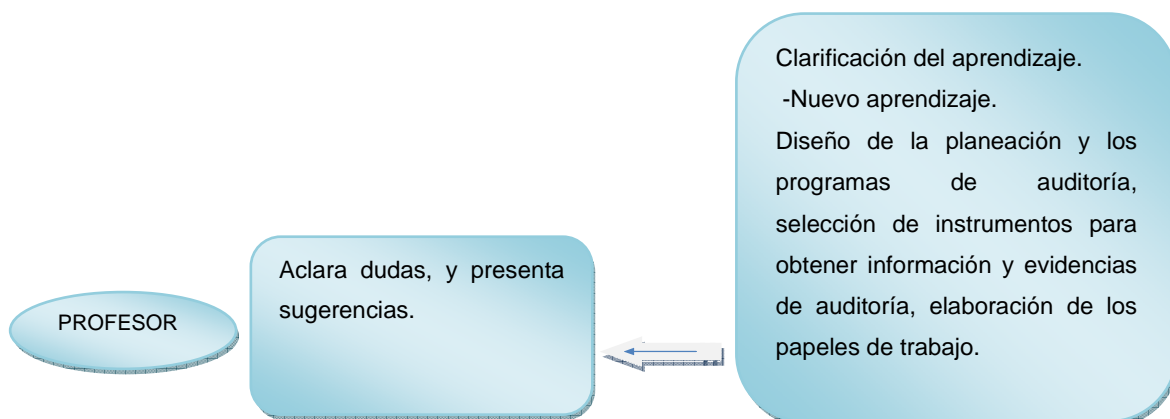 PROFESOR
Aclara dudas, y presenta
sugerencias.
Clarificación del aprendizaje.
-Nuevo aprendizaje.
Diseño de la planeación y los
programas de auditoría,
selección de instrumentos para
obtener información y evidencias
de auditoría, elaboración de los
papeles de trabajo.